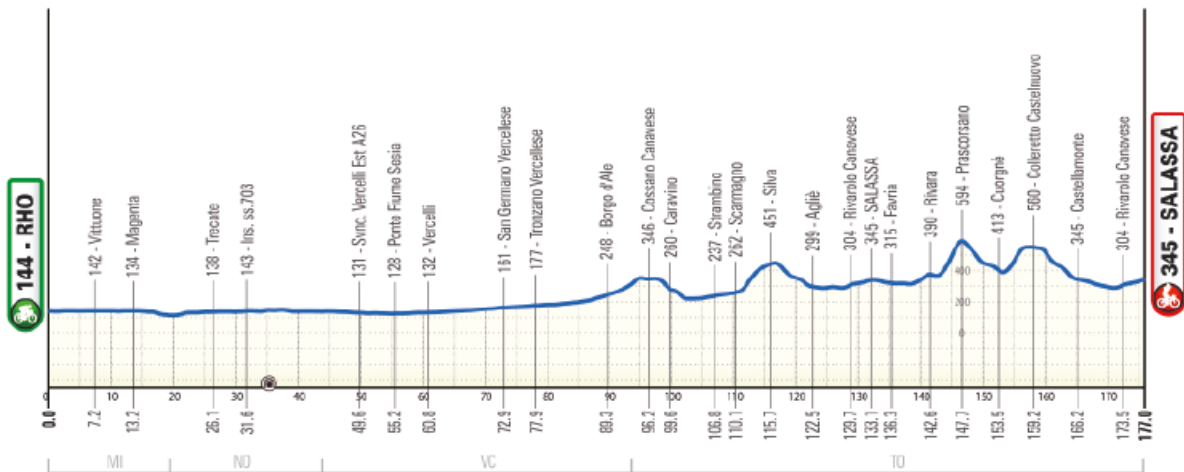 144 - RHO
142 - Vittuone
134 - Magenta
138 - Trecate
143 - Ins. ss.703
131 - Svinc. Vercelli Est A26
128 - Ponte Fiume Sesia
132 - Vercelli
161 - San Germano Vercellese
177 - Tronzano Vercellese
248 - Borgo d'Ale
346 - Cossano Canavese
260 - Caravino
237 - Strambino
262 - Scarmagno
451 - Silva
299 - Agliè
304 - Rivarolo Canavese
345 - SALASSA
315 - Favria
390 - Rivara
594 - Prascorsano
413 - Cuorgnè
560 - Colleretto Castelnuovo
345 - Castellamonte
304 - Rivarolo Canavese
345 - SALASSA
400
200
0
0 10 20 30 40 50 60 70 80 90 100 110 120 130 140 150 160 170
0.0 7.2 13.2 26.1 31.6 49.6 55.2 60.8 72.9 77.9 89.3 96.2 99.6 106.8 110.1 115.7 122.5 129.7 133.1 136.3 142.6 147.7 153.5 159.2 166.2 173.5 177.0
MI NO VC TO